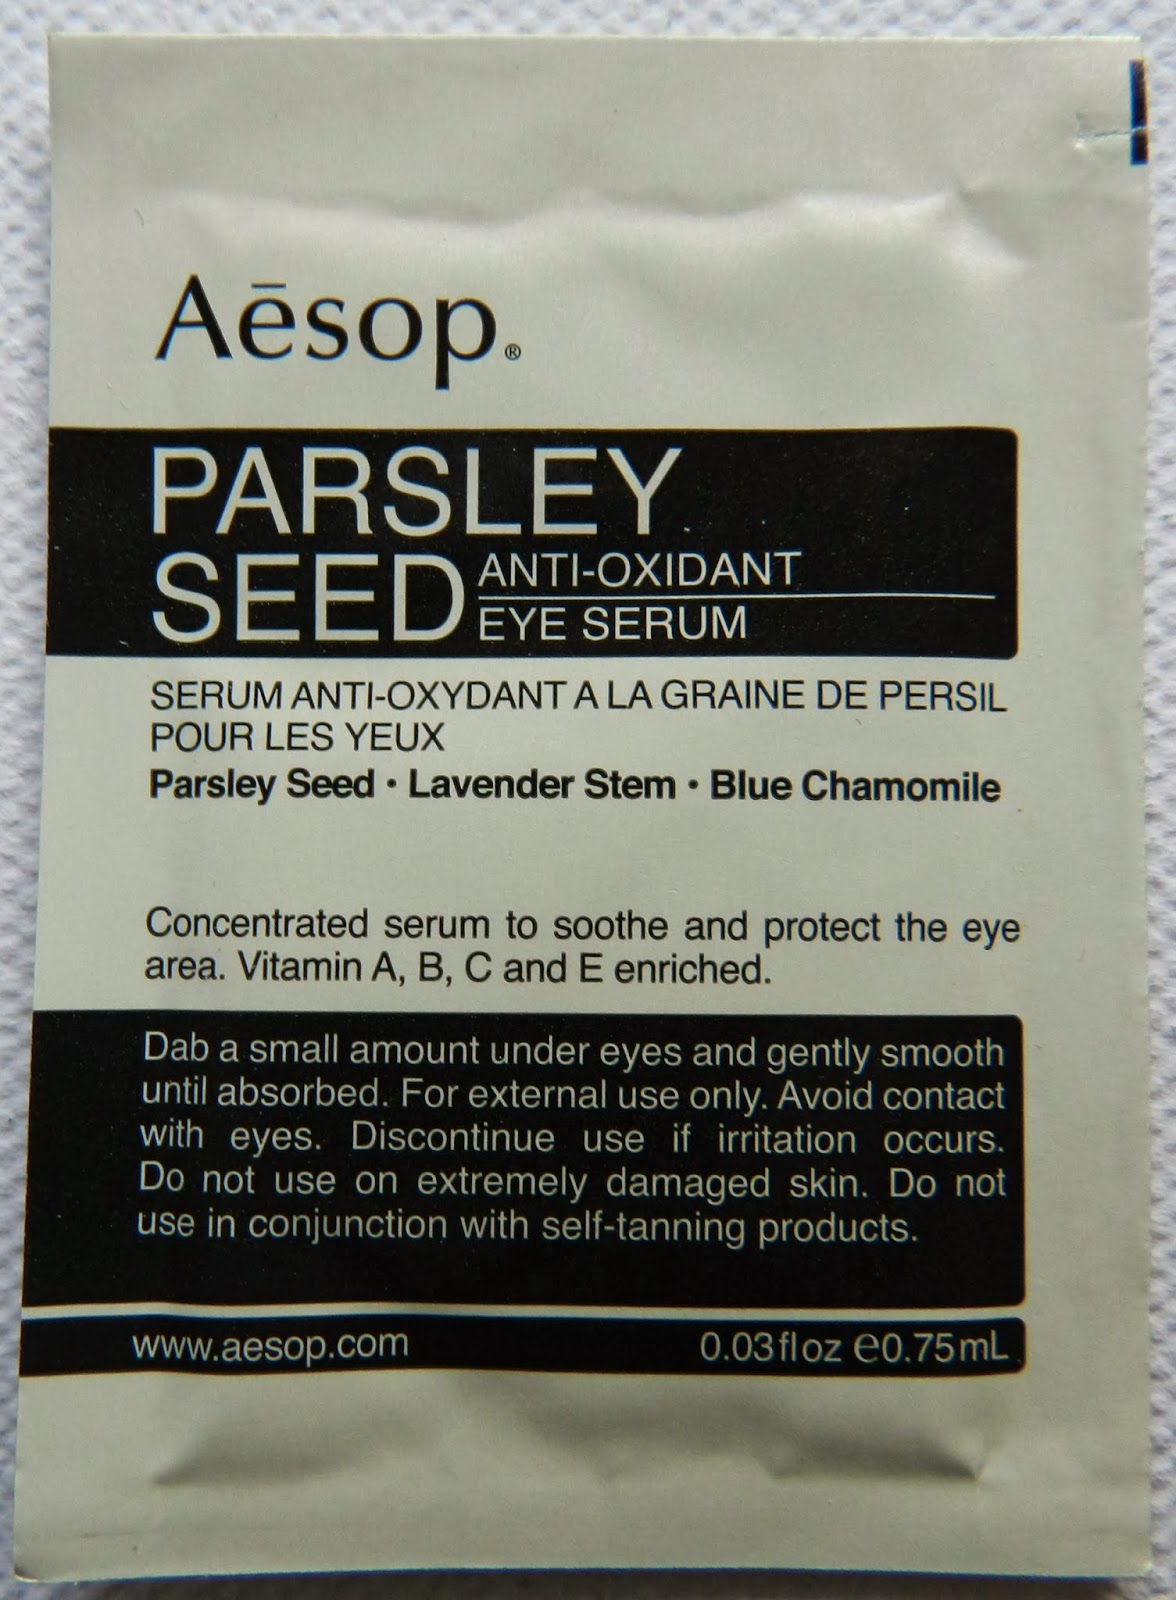 Aēsop®
PARSLEY
SEED ANTI-OXIDANT
EYE SERUM
SERUM ANTI-OXYDANT A LA GRAINE DE PERSIL
POUR LES YEUX
Parsley Seed • Lavender Stem • Blue Chamomile
Concentrated serum to soothe and protect the eye
area. Vitamin A, B, C and E enriched.
Dab a small amount under eyes and gently smooth
until absorbed. For external use only. Avoid contact
with eyes. Discontinue use if irritation occurs.
Do not use on extremely damaged skin. Do not
use in conjunction with self-tanning products.
www.aesop.com 0.03floz ℮0.75mL